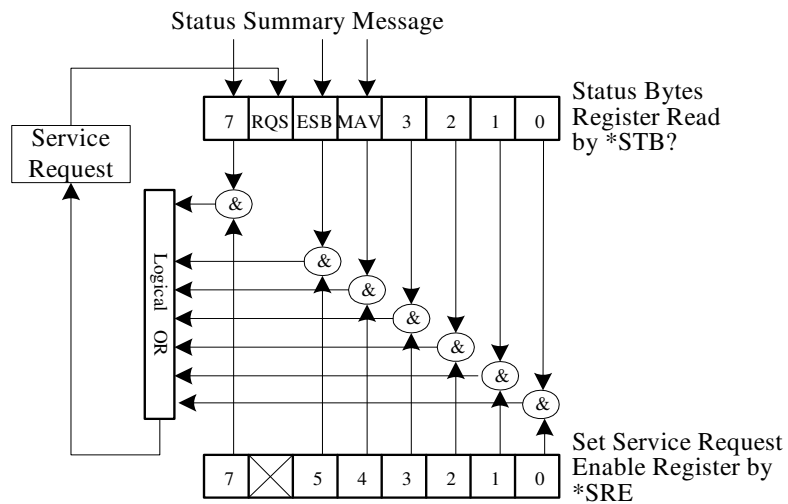 Status Summary Message
Status Bytes
Register Read
by *STB?
7 RQS ESB MAV 3 2 1 0
Service
Request
&
&
&
&
&
&
&
Logical OR
7 5 4 3 2 1 0
Set Service Request
Enable Register by
*SRE